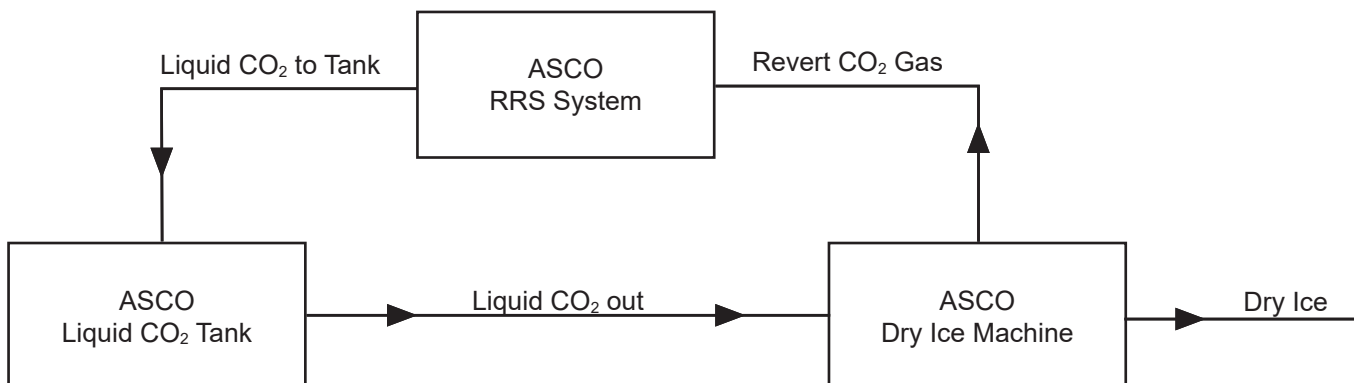 Liquid CO₂ to Tank
ASCO
RRS System
Revert CO₂ Gas
ASCO
Liquid CO₂ Tank
Liquid CO₂ out
ASCO
Dry Ice Machine
Dry Ice